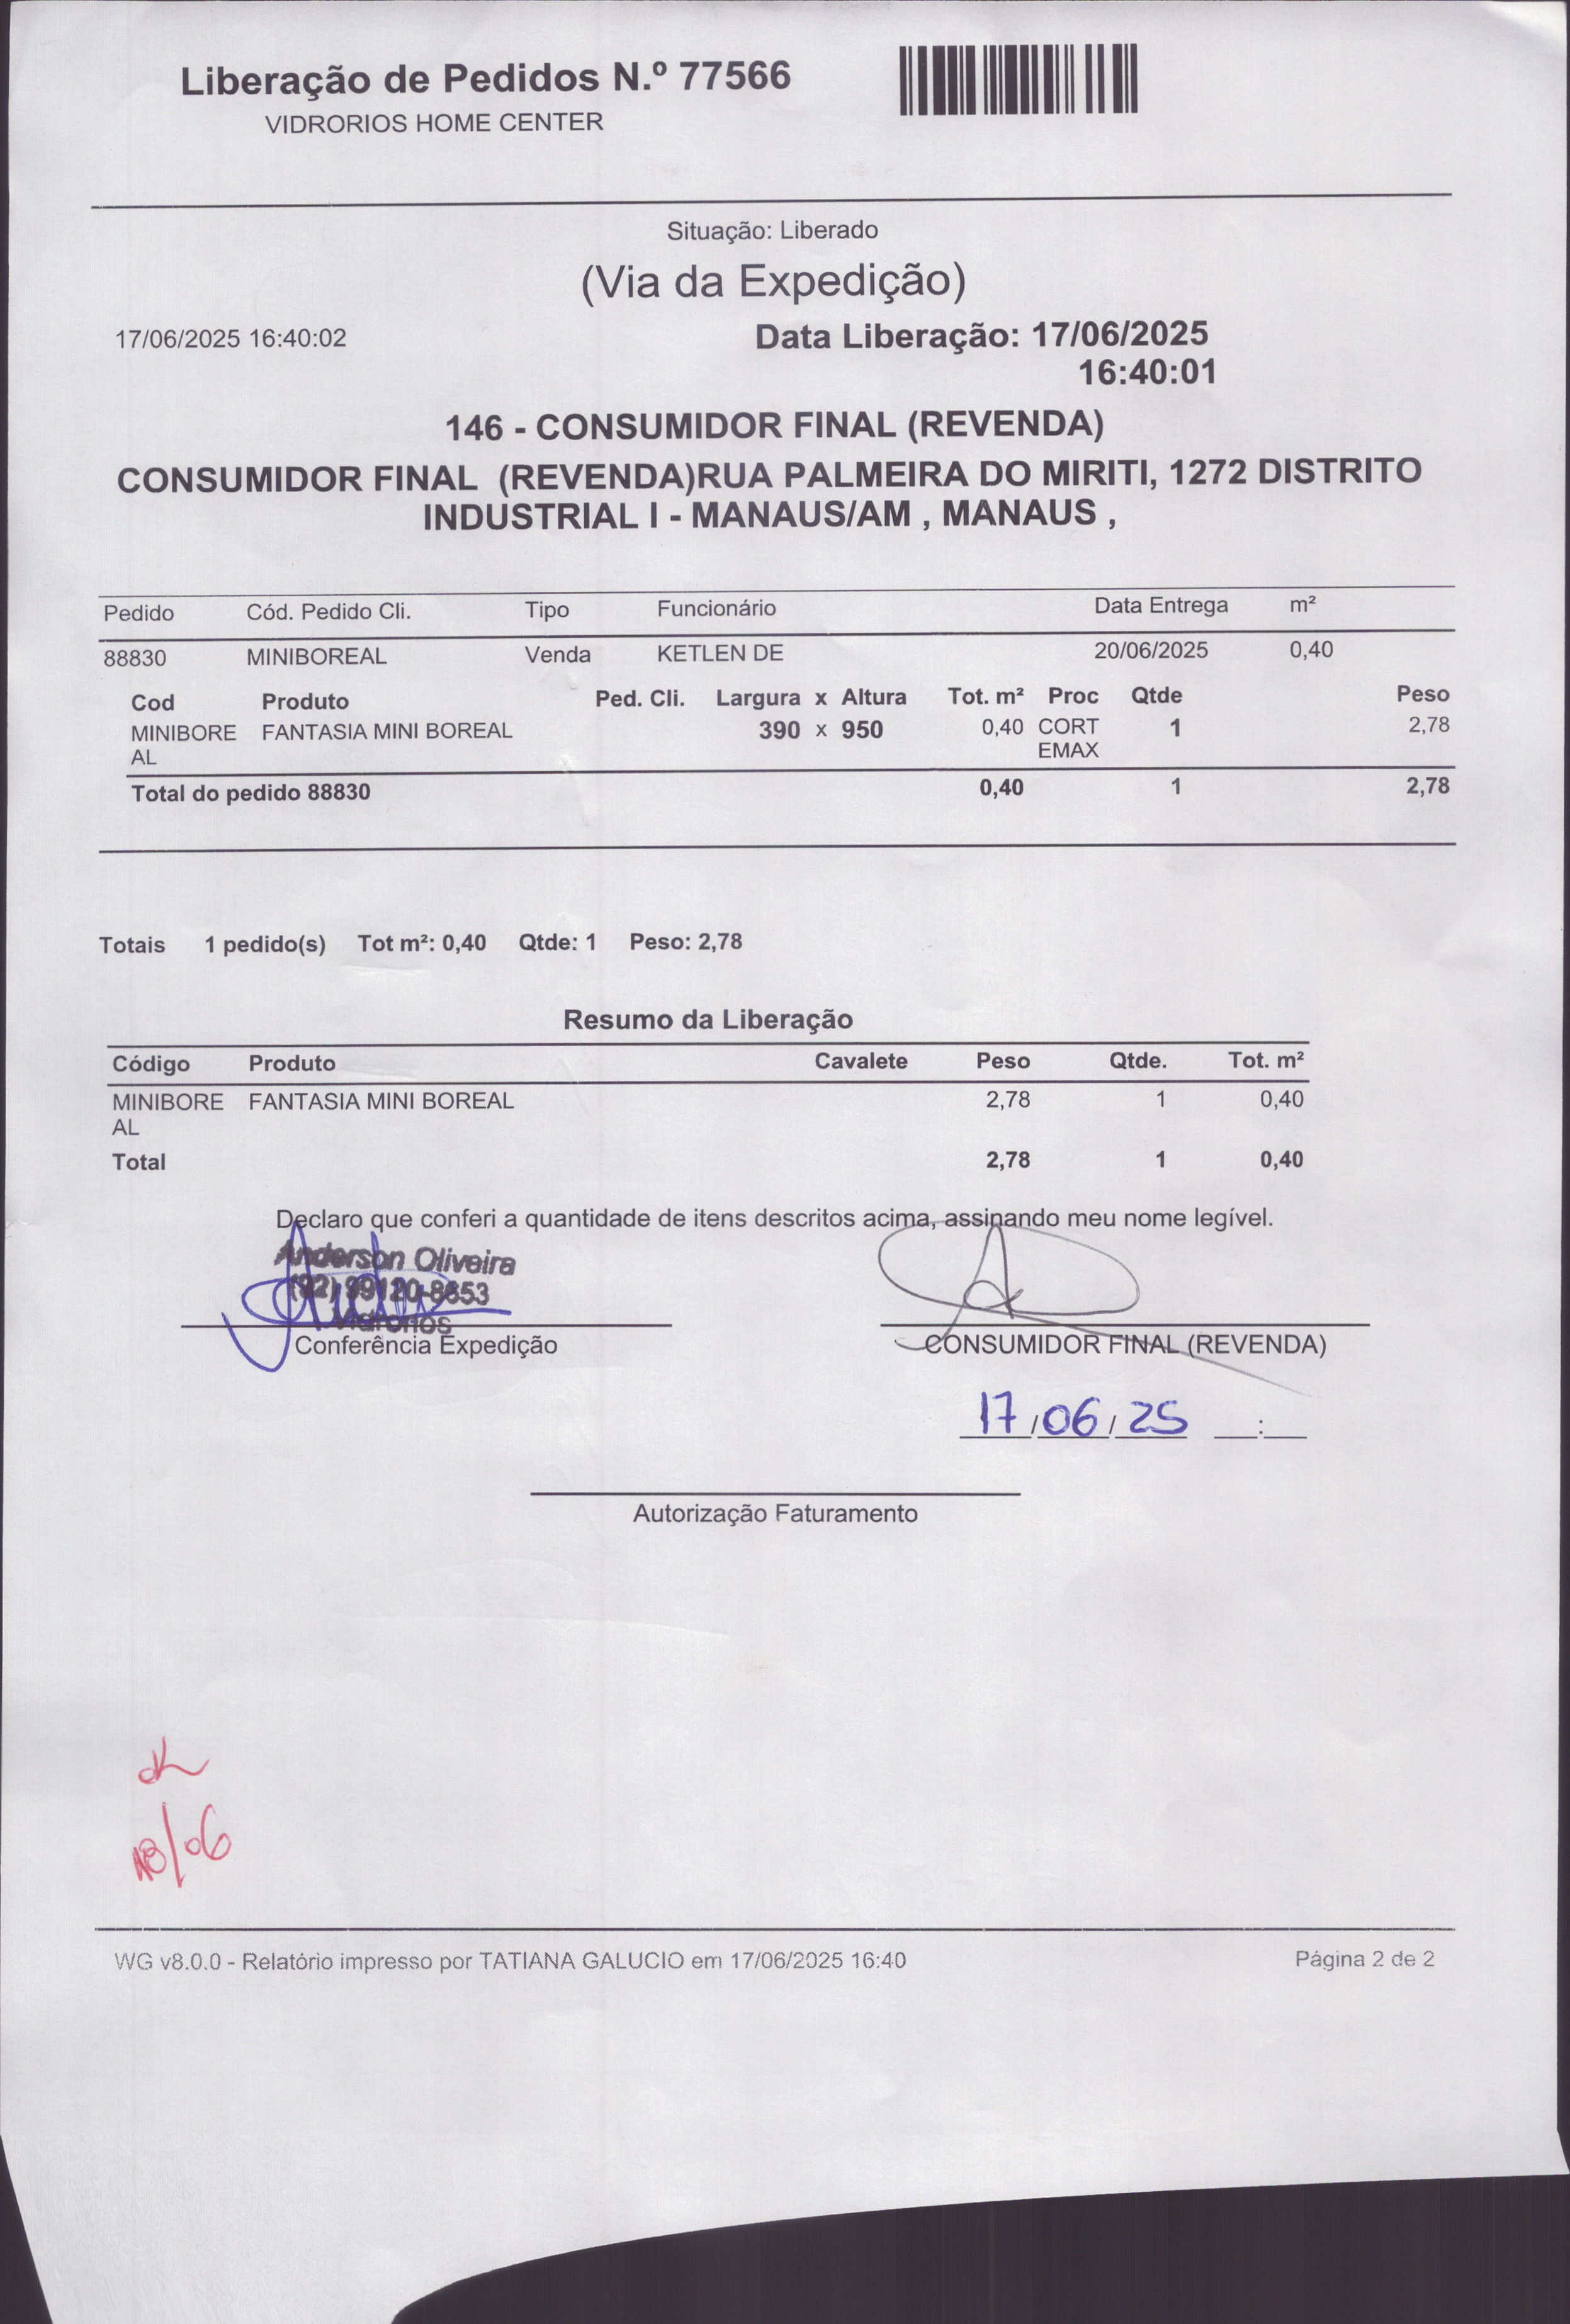 Liberação de Pedidos N.º 77566
VIDRORIOS HOME CENTER
Situação: Liberado
(Via da Expedição)
17/06/2025 16:40:02
Data Liberação: 17/06/2025
16:40:01
146 - CONSUMIDOR FINAL (REVENDA)
CONSUMIDOR FINAL (REVENDA)RUA PALMEIRA DO MIRITI, 1272 DISTRITO
INDUSTRIAL I - MANAUS/AM , MANAUS ,
Pedido Cód. Pedido Cli. Tipo Funcionário Data Entrega m²
88830 MINIBOREAL Venda KETLEN DE 20/06/2025 0,40
Cod Produto Ped. Cli. Largura x Altura Tot. m² Proc Qtde Peso
MINIBORE FANTASIA MINI BOREAL 390 x 950 0,40 CORT 1 2,78
AL EMAX
Total do pedido 88830 0,40 1 2,78
Totais 1 pedido(s) Tot m²: 0,40 Qtde: 1 Peso: 2,78
Resumo da Liberação
Código Produto Cavalete Peso Qtde. Tot. m²
MINIBORE FANTASIA MINI BOREAL 2,78 1 0,40
AL
Total 2,78 1 0,40
Declaro que conferi a quantidade de itens descritos acima, assinando meu nome legível.
Anderson Oliveira
(92) 99120-8653
Vidrorios
Conferência Expedição
CONSUMIDOR FINAL (REVENDA)
17/06/25 __:__
Autorização Faturamento
ok
18/06
WG v8.0.0 - Relatório impresso por TATIANA GALUCIO em 17/06/2025 16:40 Página 2 de 2